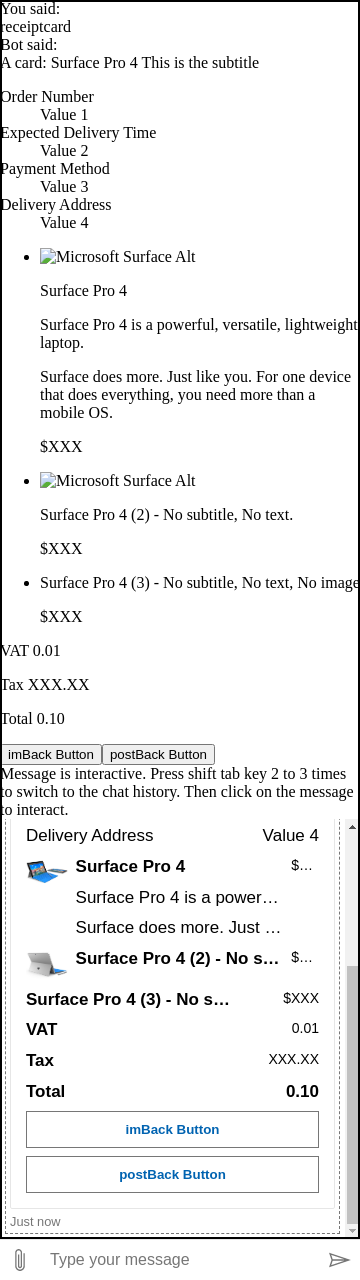 You said:
receiptcard
Bot said:
A card: Surface Pro 4 This is the subtitle
Order Number
Value 1
Expected Delivery Time
Value 2
Payment Method
Value 3
Delivery Address
Value 4
Microsoft Surface Alt
Surface Pro 4
Surface Pro 4 is a powerful, versatile, lightweight
laptop.
Surface does more. Just like you. For one device
that does everything, you need more than a
mobile OS.
$XXX
Microsoft Surface Alt
Surface Pro 4 (2) - No subtitle, No text.
$XXX
Surface Pro 4 (3) - No subtitle, No text, No image
$XXX
VAT 0.01
Tax XXX.XX
Total 0.10
imBack Button postBack Button
Message is interactive. Press shift tab key 2 to 3 times
to switch to the chat history. Then click on the message
to interact.
Delivery Address Value 4
Surface Pro 4 $…
Surface Pro 4 is a power…
Surface does more. Just …
Surface Pro 4 (2) - No s… $…
Surface Pro 4 (3) - No s… $XXX
VAT 0.01
Tax XXX.XX
Total 0.10
imBack Button
postBack Button
Just now
Type your message